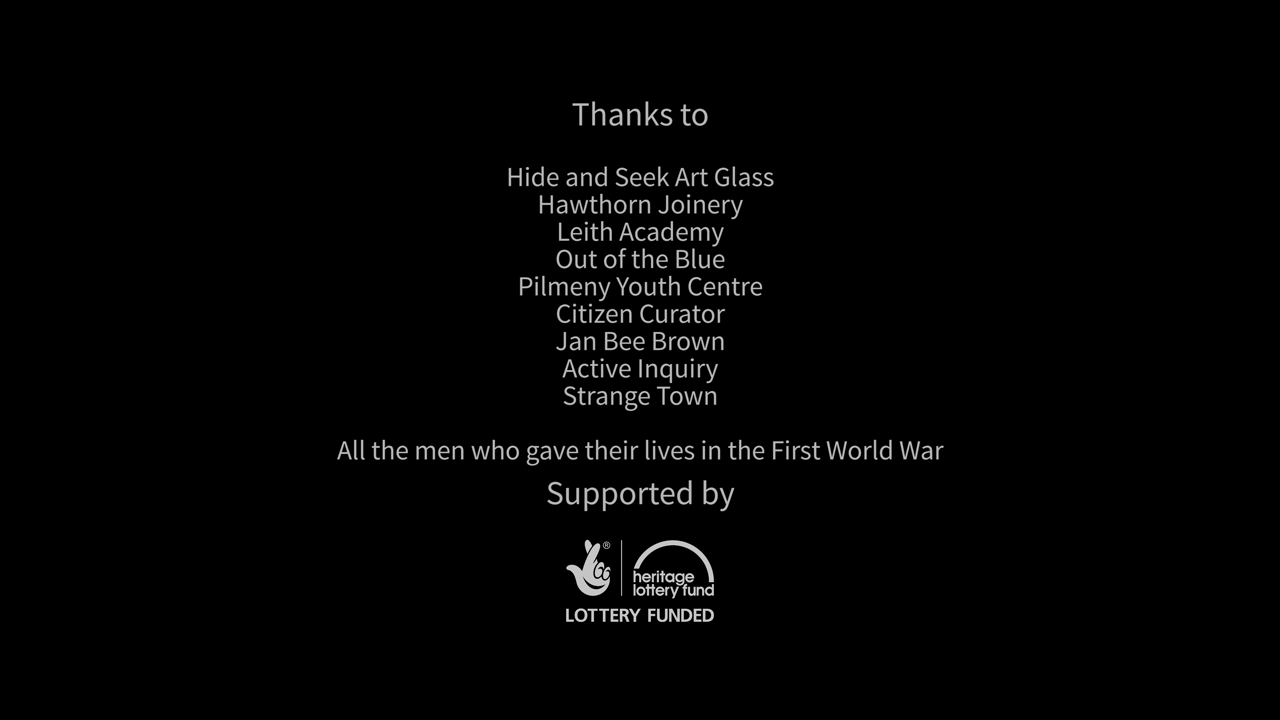 Thanks to
Hide and Seek Art Glass
Hawthorn Joinery
Leith Academy
Out of the Blue
Pilmeny Youth Centre
Citizen Curator
Jan Bee Brown
Active Inquiry
Strange Town
All the men who gave their lives in the First World War
Supported by
®
heritage
lottery fund
LOTTERY FUNDED